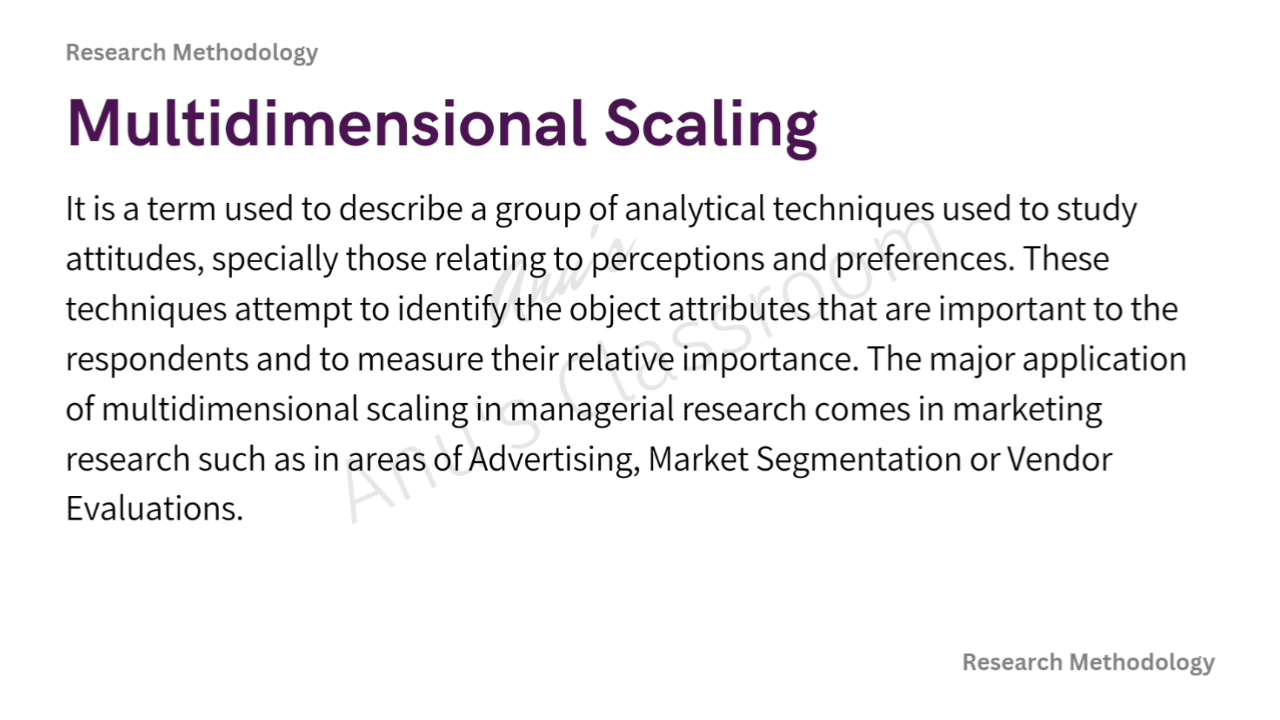 Research Methodology
Multidimensional Scaling
It is a term used to describe a group of analytical techniques used to study
attitudes, specially those relating to perceptions and preferences. These
techniques attempt to identify the object attributes that are important to the
respondents and to measure their relative importance. The major application
of multidimensional scaling in managerial research comes in marketing
research such as in areas of Advertising, Market Segmentation or Vendor
Evaluations.
Anu's
Anu's Classroom
Research Methodology